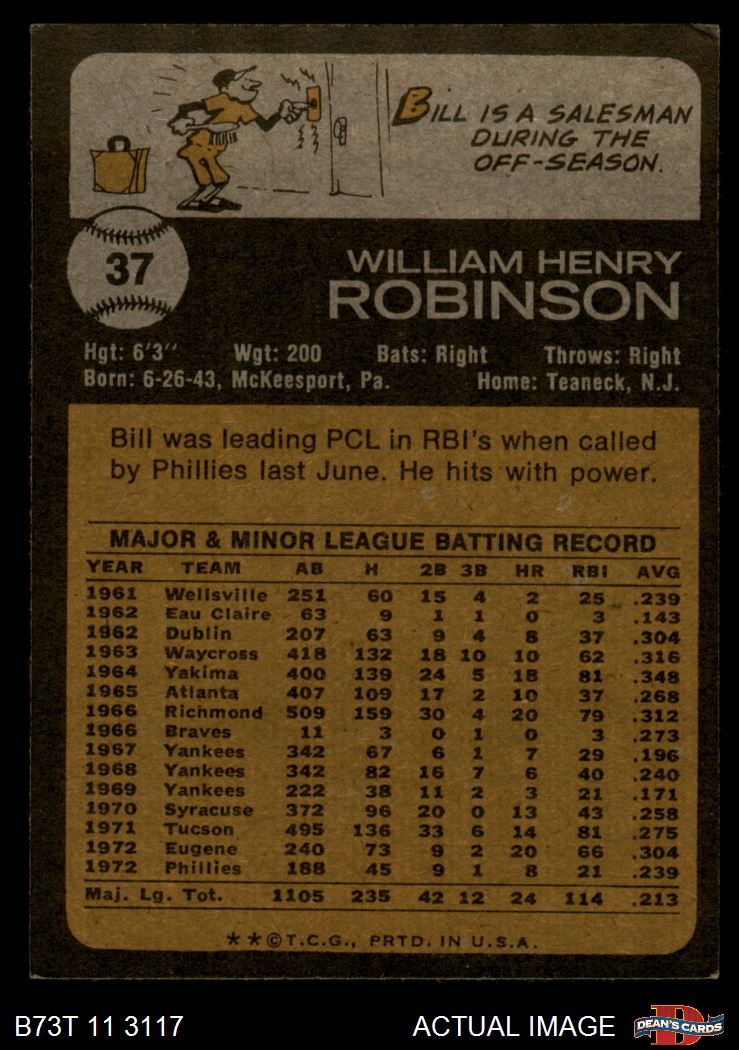 BILL IS A SALESMAN
DURING THE
OFF-SEASON.
37
WILLIAM HENRY
ROBINSON
Hgt: 6'3" Wgt: 200 Bats: Right Throws: Right
Born: 6-26-43, McKeesport, Pa. Home: Teaneck, N.J.
Bill was leading PCL in RBI's when called
by Phillies last June. He hits with power.
MAJOR & MINOR LEAGUE BATTING RECORD
YEAR TEAM AB H 2B 3B HR RBI AVG
1961 Wellsville 251 60 15 4 2 25 .239
1962 Eau Claire 63 9 1 1 0 3 .143
1962 Dublin 207 63 9 4 8 37 .304
1963 Waycross 418 132 18 10 10 62 .316
1964 Yakima 400 139 24 5 18 81 .348
1965 Atlanta 407 109 17 2 10 37 .268
1966 Richmond 509 159 30 4 20 79 .312
1966 Braves 11 3 0 1 0 3 .273
1967 Yankees 342 67 6 1 7 29 .196
1968 Yankees 342 82 16 7 6 40 .240
1969 Yankees 222 38 11 2 3 21 .171
1970 Syracuse 372 96 20 0 13 43 .258
1971 Tucson 495 136 33 6 14 81 .275
1972 Eugene 240 73 9 2 20 66 .304
1972 Phillies 188 45 9 1 8 21 .239
Maj. Lg. Tot. 1105 235 42 12 24 114 .213
**©T.C.G., PRTD. IN U.S.A.
B73T 11 3117 ACTUAL IMAGE D DEAN'S CARDS